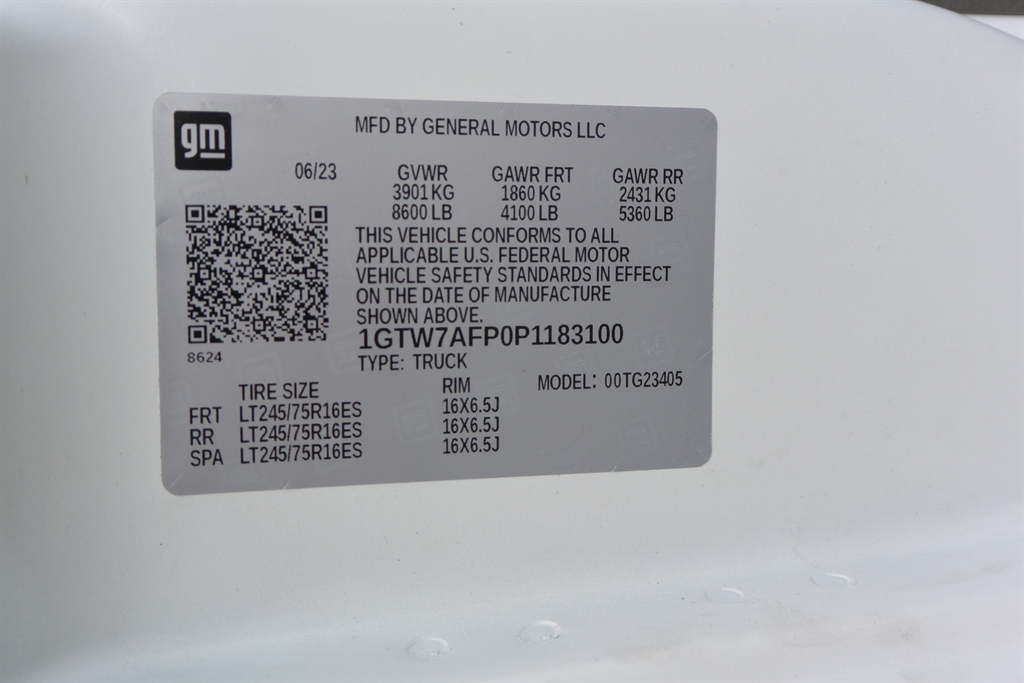 gm
MFD BY GENERAL MOTORS LLC
06/23 GVWR GAWR FRT GAWR RR
3901 KG 1860 KG 2431 KG
8600 LB 4100 LB 5360 LB
THIS VEHICLE CONFORMS TO ALL
APPLICABLE U.S. FEDERAL MOTOR
VEHICLE SAFETY STANDARDS IN EFFECT
ON THE DATE OF MANUFACTURE
SHOWN ABOVE.
1GTW7AFP0P1183100
8624
TYPE: TRUCK
TIRE SIZE RIM MODEL: 00TG23405
FRT LT245/75R16ES 16X6.5J
RR LT245/75R16ES 16X6.5J
SPA LT245/75R16ES 16X6.5J